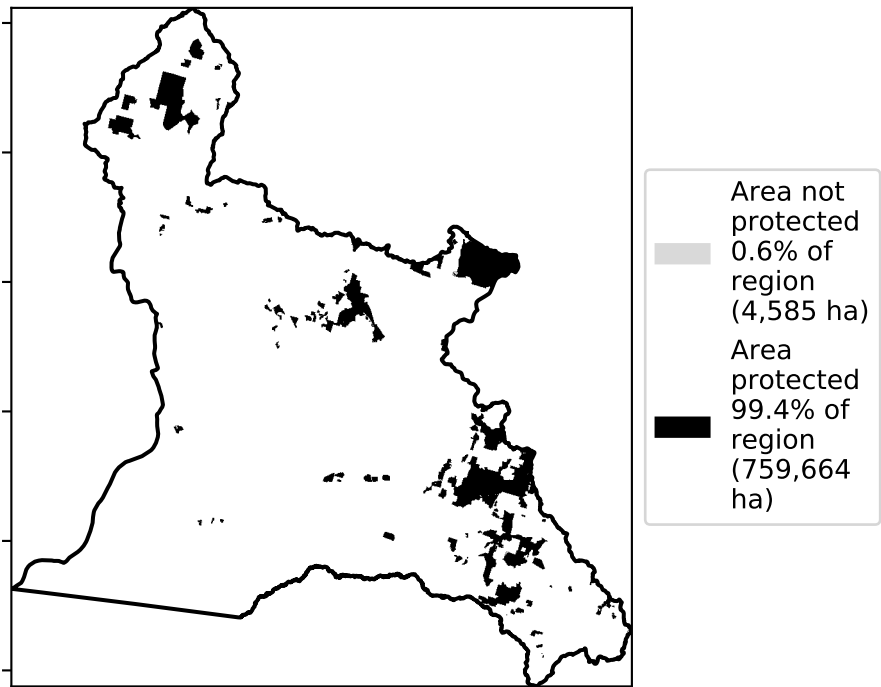 Area not
protected
0.6% of
region
(4,585 ha)
Area
protected
99.4% of
region
(759,664
ha)